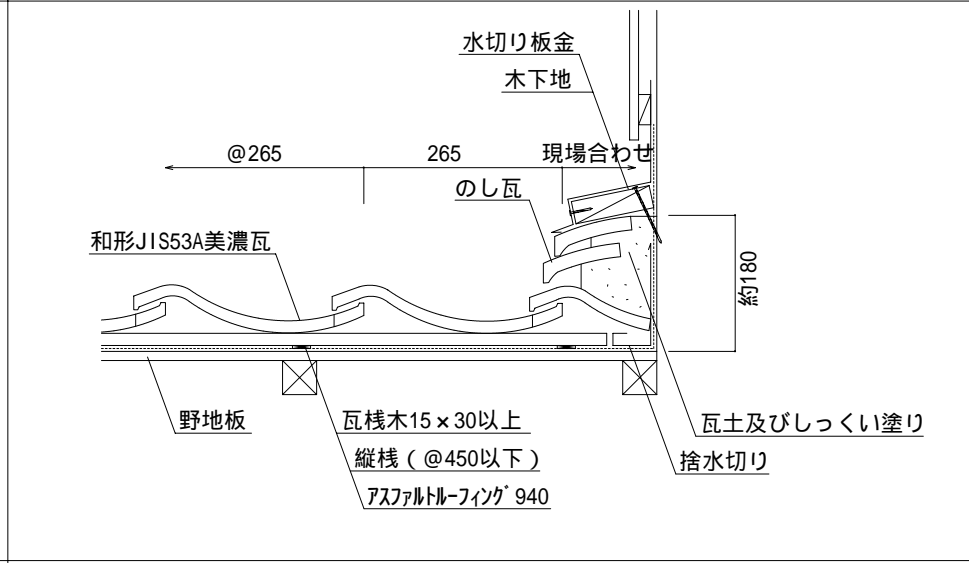 水切り板金
木下地
@265
265
現場合わせ
のし瓦
和形JIS53A美濃瓦
約180
野地板
瓦桟木15×30以上
縦桟(@450以下)
アスファルトルーフィング940
瓦土及びしっくい塗り
捨水切り